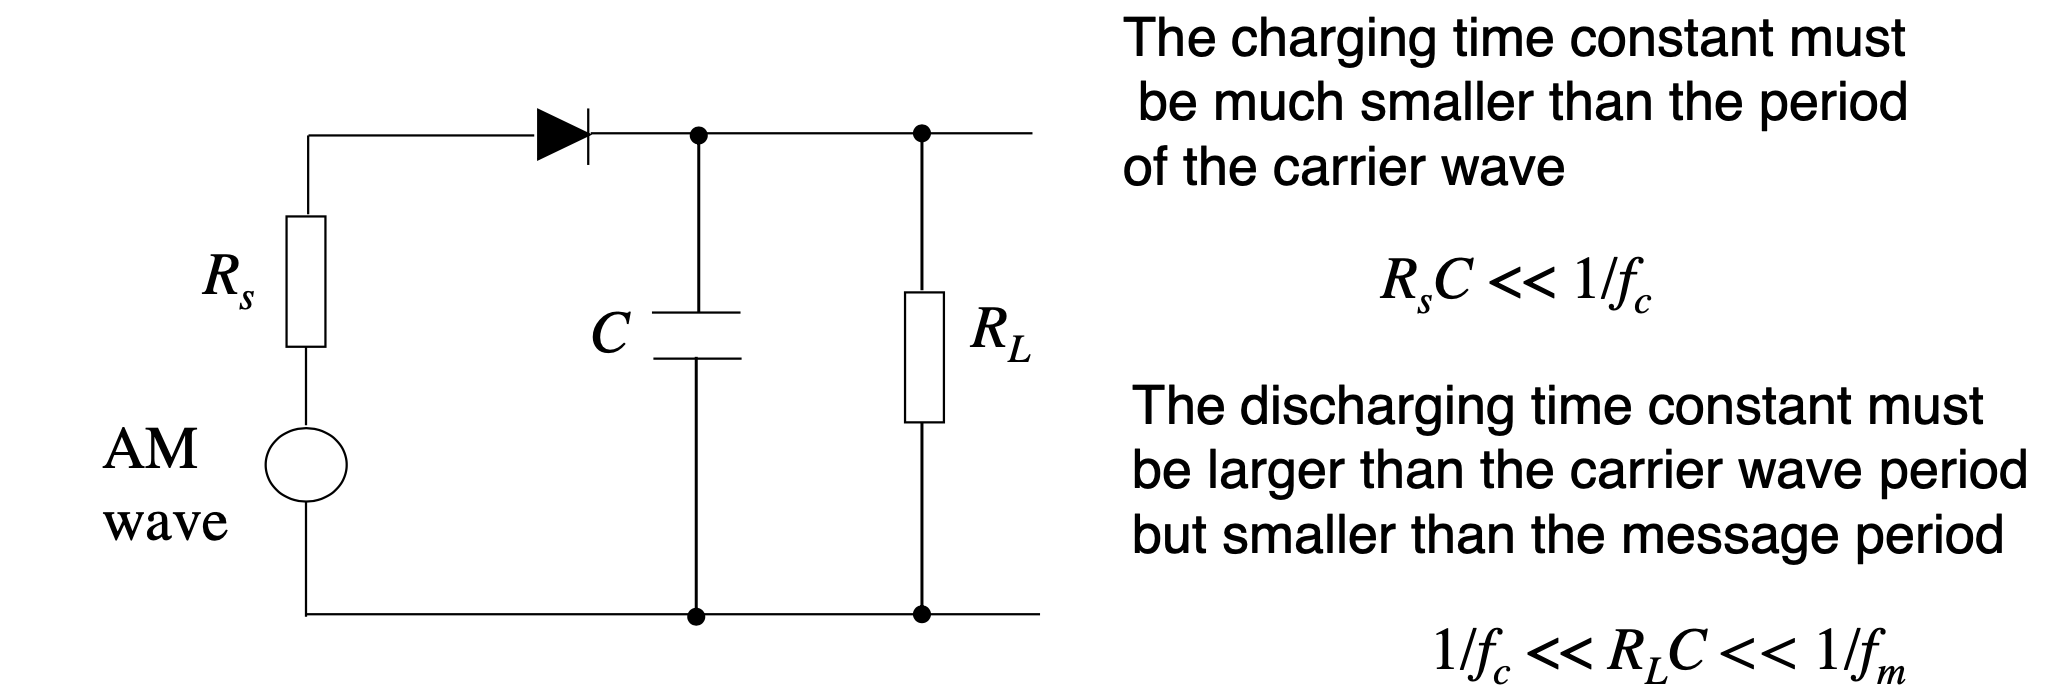 The charging time constant must
be much smaller than the period
of the carrier wave
R_s
R_sC << 1/f_c
C
R_L
The discharging time constant must
be larger than the carrier wave period
but smaller than the message period
AM
wave
1/f_c << R_LC << 1/f_m